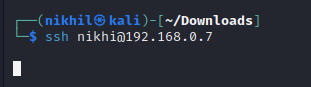 ┌──(nikhil㉿kali)-[~/Downloads]
└─$ ssh nikhi@192.168.0.7